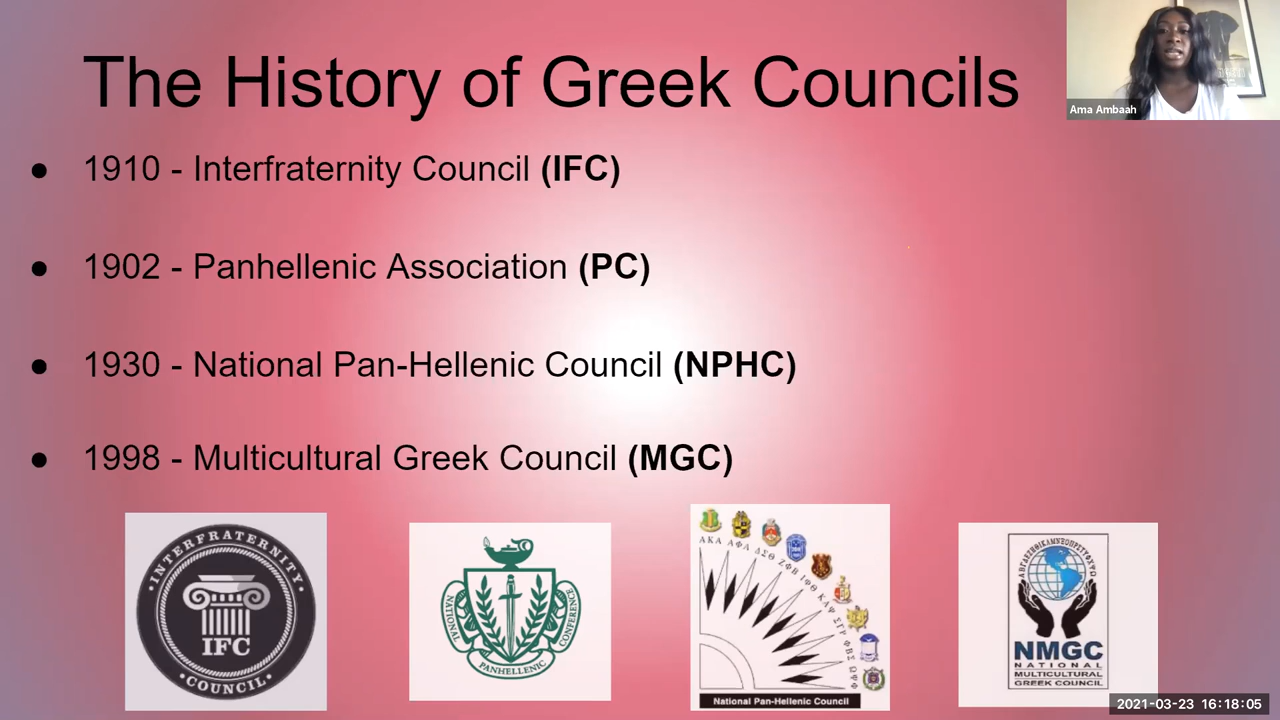 The History of Greek Councils
Ama Ambaah
● 1910 - Interfraternity Council (IFC)
● 1902 - Panhellenic Association (PC)
● 1930 - National Pan-Hellenic Council (NPHC)
● 1998 - Multicultural Greek Council (MGC)
INTERFRATERNITY
IFC
COUNCIL
NATIONAL
PANHELLENIC
CONFERENCE
ΑΚΑ ΑΦΑ ΔΣΘ ΖΦΒ ΙΦΘ ΚΑΨ ΣΓΡ ΦΒΣ ΩΨΦ
National Pan-Hellenic Council
NMGC
NATIONAL
MULTICULTURAL
GREEK COUNCIL
2021-03-23 16:18:05